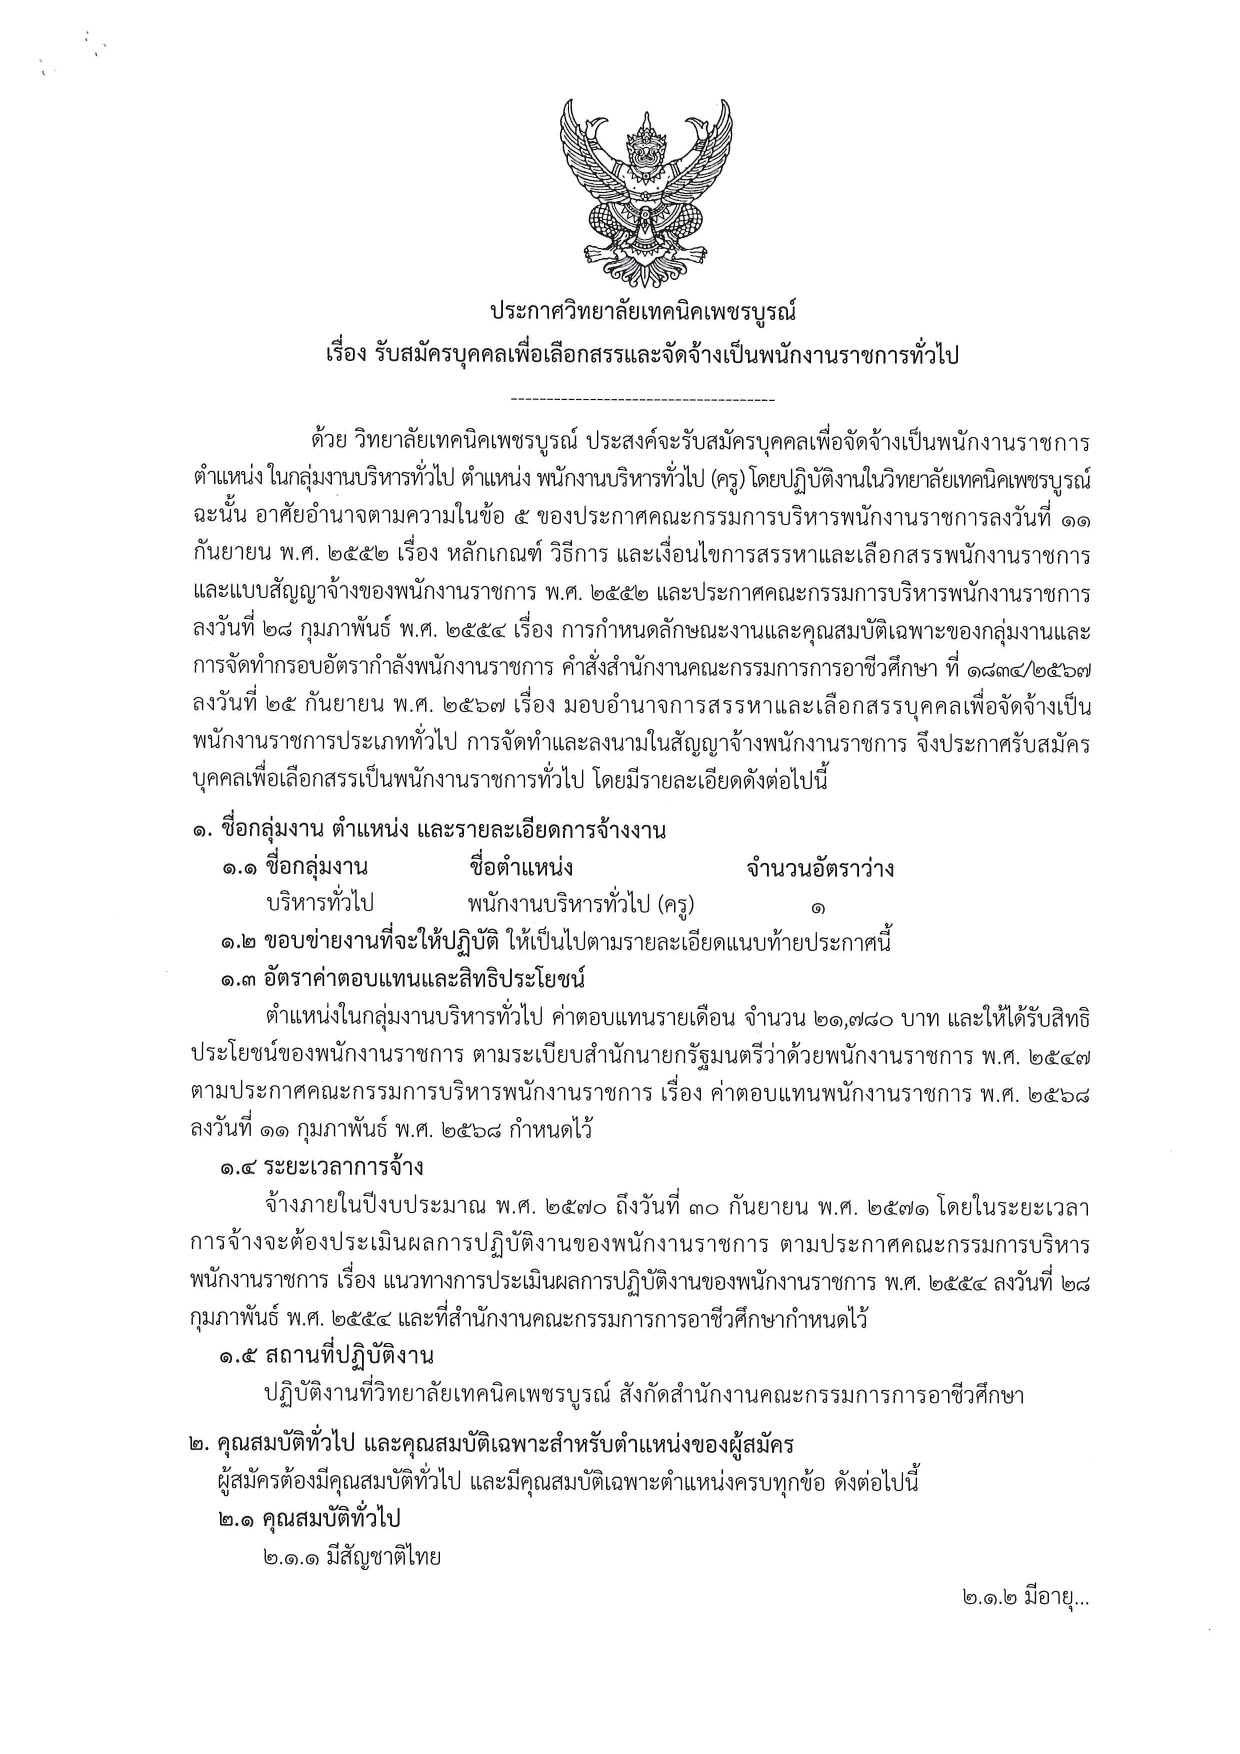 ประกาศวิทยาลัยเทคนิคเพชรบูรณ์
เรื่อง รับสมัครบุคคลเพื่อเลือกสรรและจัดจ้างเป็นพนักงานราชการทั่วไป
-------------------------------------
ด้วย วิทยาลัยเทคนิคเพชรบูรณ์ ประสงค์จะรับสมัครบุคคลเพื่อจัดจ้างเป็นพนักงานราชการ
ตำแหน่ง ในกลุ่มงานบริหารทั่วไป ตำแหน่ง พนักงานบริหารทั่วไป (ครู) โดยปฏิบัติงานในวิทยาลัยเทคนิคเพชรบูรณ์
ฉะนั้น อาศัยอำนาจตามความในข้อ ๕ ของประกาศคณะกรรมการบริหารพนักงานราชการลงวันที่ ๑๑
กันยายน พ.ศ. ๒๕๕๒ เรื่อง หลักเกณฑ์ วิธีการ และเงื่อนไขการสรรหาและเลือกสรรพนักงานราชการ
และแบบสัญญาจ้างของพนักงานราชการ พ.ศ. ๒๕๕๒ และประกาศคณะกรรมการบริหารพนักงานราชการ
ลงวันที่ ๒๘ กุมภาพันธ์ พ.ศ. ๒๕๕๔ เรื่อง การกำหนดลักษณะงานและคุณสมบัติเฉพาะของกลุ่มงานและ
การจัดทำกรอบอัตรากำลังพนักงานราชการ คำสั่งสำนักงานคณะกรรมการการอาชีวศึกษา ที่ ๑๘๓๔/๒๕๖๗
ลงวันที่ ๒๕ กันยายน พ.ศ. ๒๕๖๗ เรื่อง มอบอำนาจการสรรหาและเลือกสรรบุคคลเพื่อจัดจ้างเป็น
พนักงานราชการประเภททั่วไป การจัดทำและลงนามในสัญญาจ้างพนักงานราชการ จึงประกาศรับสมัคร
บุคคลเพื่อเลือกสรรเป็นพนักงานราชการทั่วไป โดยมีรายละเอียดดังต่อไปนี้
๑. ชื่อกลุ่มงาน ตำแหน่ง และรายละเอียดการจ้างงาน
๑.๑ ชื่อกลุ่มงาน ชื่อตำแหน่ง จำนวนอัตราว่าง
บริหารทั่วไป พนักงานบริหารทั่วไป (ครู) ๑
๑.๒ ขอบข่ายงานที่จะให้ปฏิบัติ ให้เป็นไปตามรายละเอียดแนบท้ายประกาศนี้
๑.๓ อัตราค่าตอบแทนและสิทธิประโยชน์
ตำแหน่งในกลุ่มงานบริหารทั่วไป ค่าตอบแทนรายเดือน จำนวน ๒๑,๗๘๐ บาท และให้ได้รับสิทธิ
ประโยชน์ของพนักงานราชการ ตามระเบียบสำนักนายกรัฐมนตรีว่าด้วยพนักงานราชการ พ.ศ. ๒๕๔๗
ตามประกาศคณะกรรมการบริหารพนักงานราชการ เรื่อง ค่าตอบแทนพนักงานราชการ พ.ศ. ๒๕๖๘
ลงวันที่ ๑๑ กุมภาพันธ์ พ.ศ. ๒๕๖๘ กำหนดไว้
๑.๔ ระยะเวลาการจ้าง
จ้างภายในปีงบประมาณ พ.ศ. ๒๕๗๐ ถึงวันที่ ๓๐ กันยายน พ.ศ. ๒๕๗๑ โดยในระยะเวลา
การจ้างจะต้องประเมินผลการปฏิบัติงานของพนักงานราชการ ตามประกาศคณะกรรมการบริหาร
พนักงานราชการ เรื่อง แนวทางการประเมินผลการปฏิบัติงานของพนักงานราชการ พ.ศ. ๒๕๕๔ ลงวันที่ ๒๘
กุมภาพันธ์ พ.ศ. ๒๕๕๔ และที่สำนักงานคณะกรรมการการอาชีวศึกษากำหนดไว้
๑.๕ สถานที่ปฏิบัติงาน
ปฏิบัติงานที่วิทยาลัยเทคนิคเพชรบูรณ์ สังกัดสำนักงานคณะกรรมการการอาชีวศึกษา
๒. คุณสมบัติทั่วไป และคุณสมบัติเฉพาะสำหรับตำแหน่งของผู้สมัคร
ผู้สมัครต้องมีคุณสมบัติทั่วไป และมีคุณสมบัติเฉพาะตำแหน่งครบทุกข้อ ดังต่อไปนี้
๒.๑ คุณสมบัติทั่วไป
๒.๑.๑ มีสัญชาติไทย
๒.๑.๒ มีอายุ...